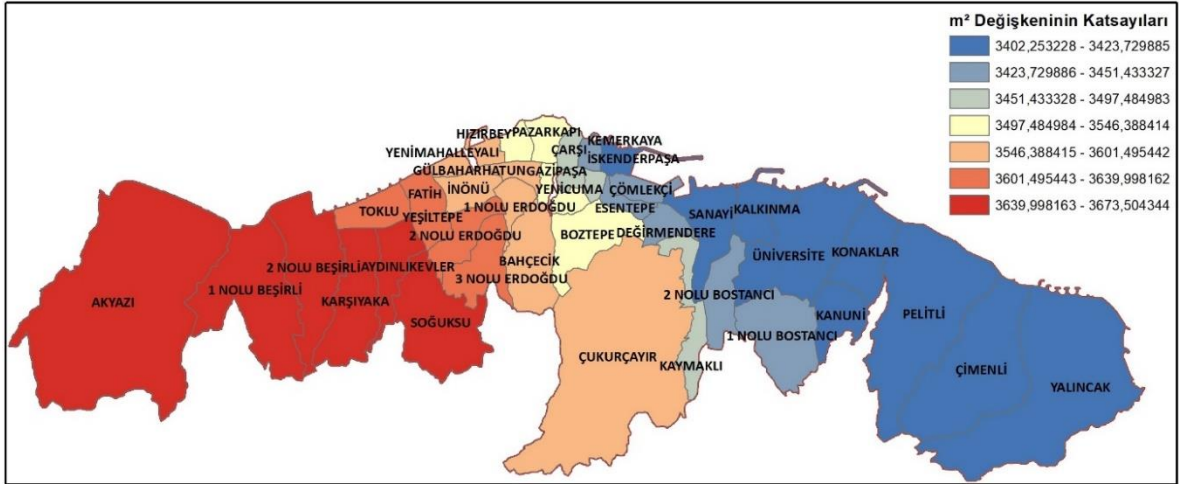 m² Değişkeninin Katsayıları
3402,253228 - 3423,729885
3423,729886 - 3451,433327
3451,433328 - 3497,484983
3497,484984 - 3546,388414
3546,388415 - 3601,495442
3601,495443 - 3639,998162
3639,998163 - 3673,504344
HIZIRBEY
PAZARKAPI
KEMERKAYA
YENİMAHALLE
YALI
ÇARŞI
İSKENDERPAŞA
GÜLBAHARHATUN
GAZİPAŞA
FATİH
İNÖNÜ
YENİCUMA
ÇÖMLEKÇİ
TOKLU
YEŞİLTEPE
1 NOLU ERDOĞDU
ESENTEPE
SANAYİ
KALKINMA
2 NOLU ERDOĞDU
BOZTEPE
DEĞİRMENDERE
ÜNİVERSİTE
KONAKLAR
2 NOLU BEŞİRLİ
AYDINLIKEVLER
BAHÇECİK
3 NOLU ERDOĞDU
1 NOLU BEŞİRLİ
2 NOLU BOSTANCI
AKYAZI
KARŞIYAKA
SOĞUKSU
KANUNİ
PELİTLİ
1 NOLU BOSTANCI
ÇUKURÇAYIR
KAYMAKLI
ÇİMENLİ
YALINCAK